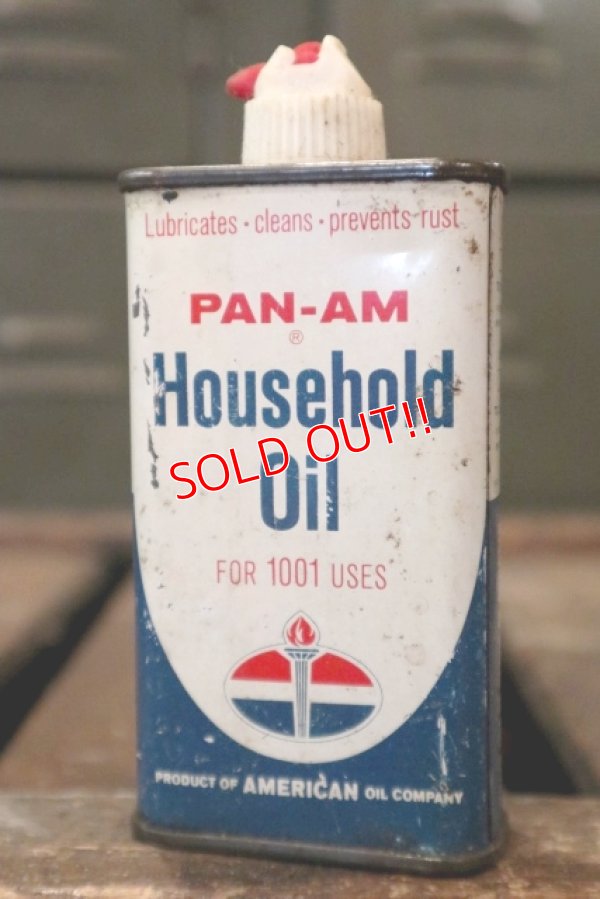 Lubricates · cleans · prevents rust
PAN-AM
®
Household
SOLD OUT!!
Oil
FOR 1001 USES
PRODUCT OF AMERICAN OIL COMPANY